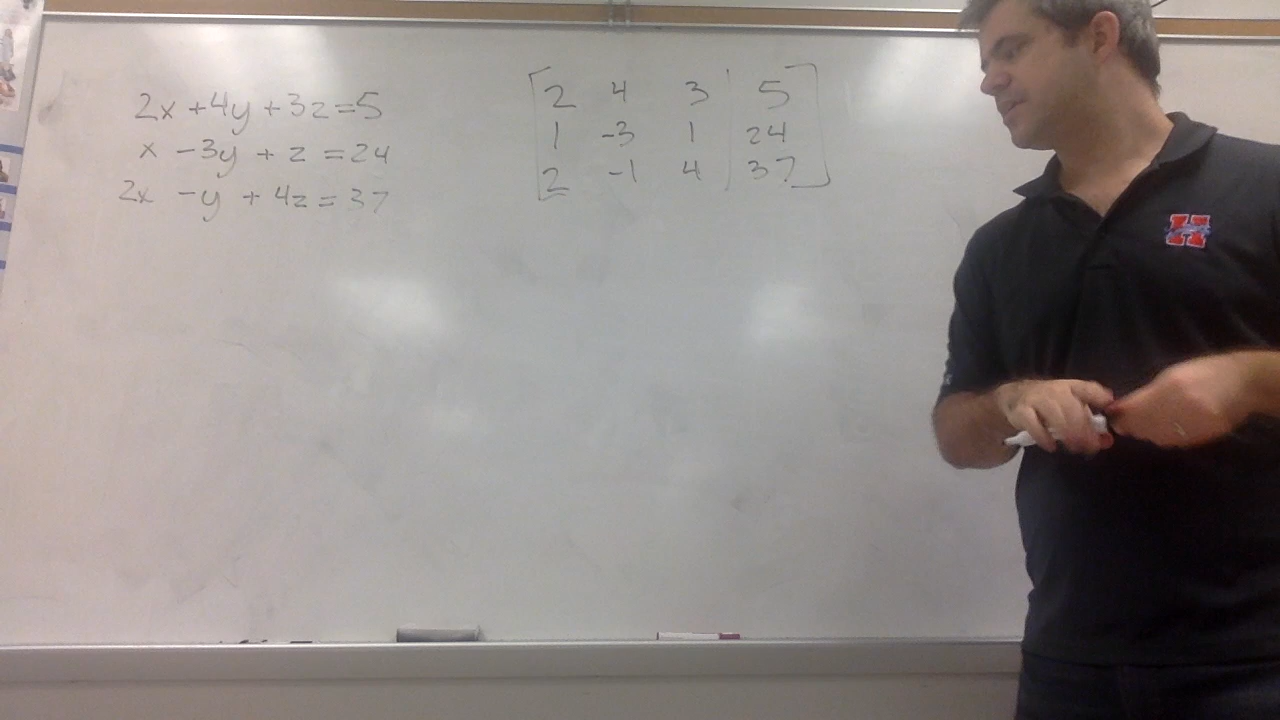 2x + 4y + 3z = 5
x - 3y + z = 24
2x - y + 4z = 37
2 4 3 | 5
1 -3 1 | 24
2 -1 4 | 37
H